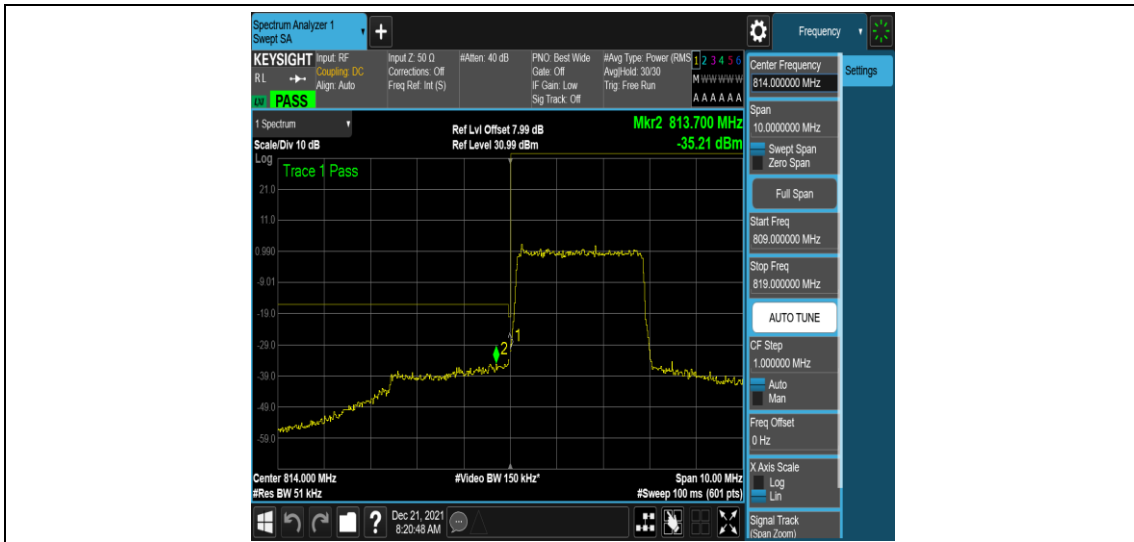 Spectrum Analyzer 1
Swept SA
+
Frequency
KEYSIGHT
RL
PASS
Input: RF
Coupling: DC
Align: Auto
Input Z: 50 Ω
Corrections: Off
Freq Ref: Int (S)
#Atten: 40 dB
PNO: Best Wide
Gate: Off
IF Gain: Low
Sig Track: Off
#Avg Type: Power (RMS
Avg|Hold: 30/30
Trig: Free Run
1 2 3 4 5 6
M W W W W W
A A A A A A
1 Spectrum
Scale/Div 10 dB
Ref Lvl Offset 7.99 dB
Ref Level 30.99 dBm
Mkr2 813.700 MHz
-35.21 dBm
Log
Trace 1 Pass
21.0
11.0
0.990
-9.01
-19.0
-29.0
-39.0
-49.0
-59.0
2
1
Center 814.000 MHz
#Res BW 51 kHz
#Video BW 150 kHz*
Span 10.00 MHz
#Sweep 100 ms (601 pts)
Center Frequency
814.000000 MHz
Settings
Span
10.0000000 MHz
Swept Span
Zero Span
Full Span
Start Freq
809.000000 MHz
Stop Freq
819.000000 MHz
AUTO TUNE
CF Step
1.000000 MHz
Auto
Man
Freq Offset
0 Hz
X Axis Scale
Log
Lin
Signal Track
(Span Zoom)
?
Dec 21, 2021
8:20:48 AM